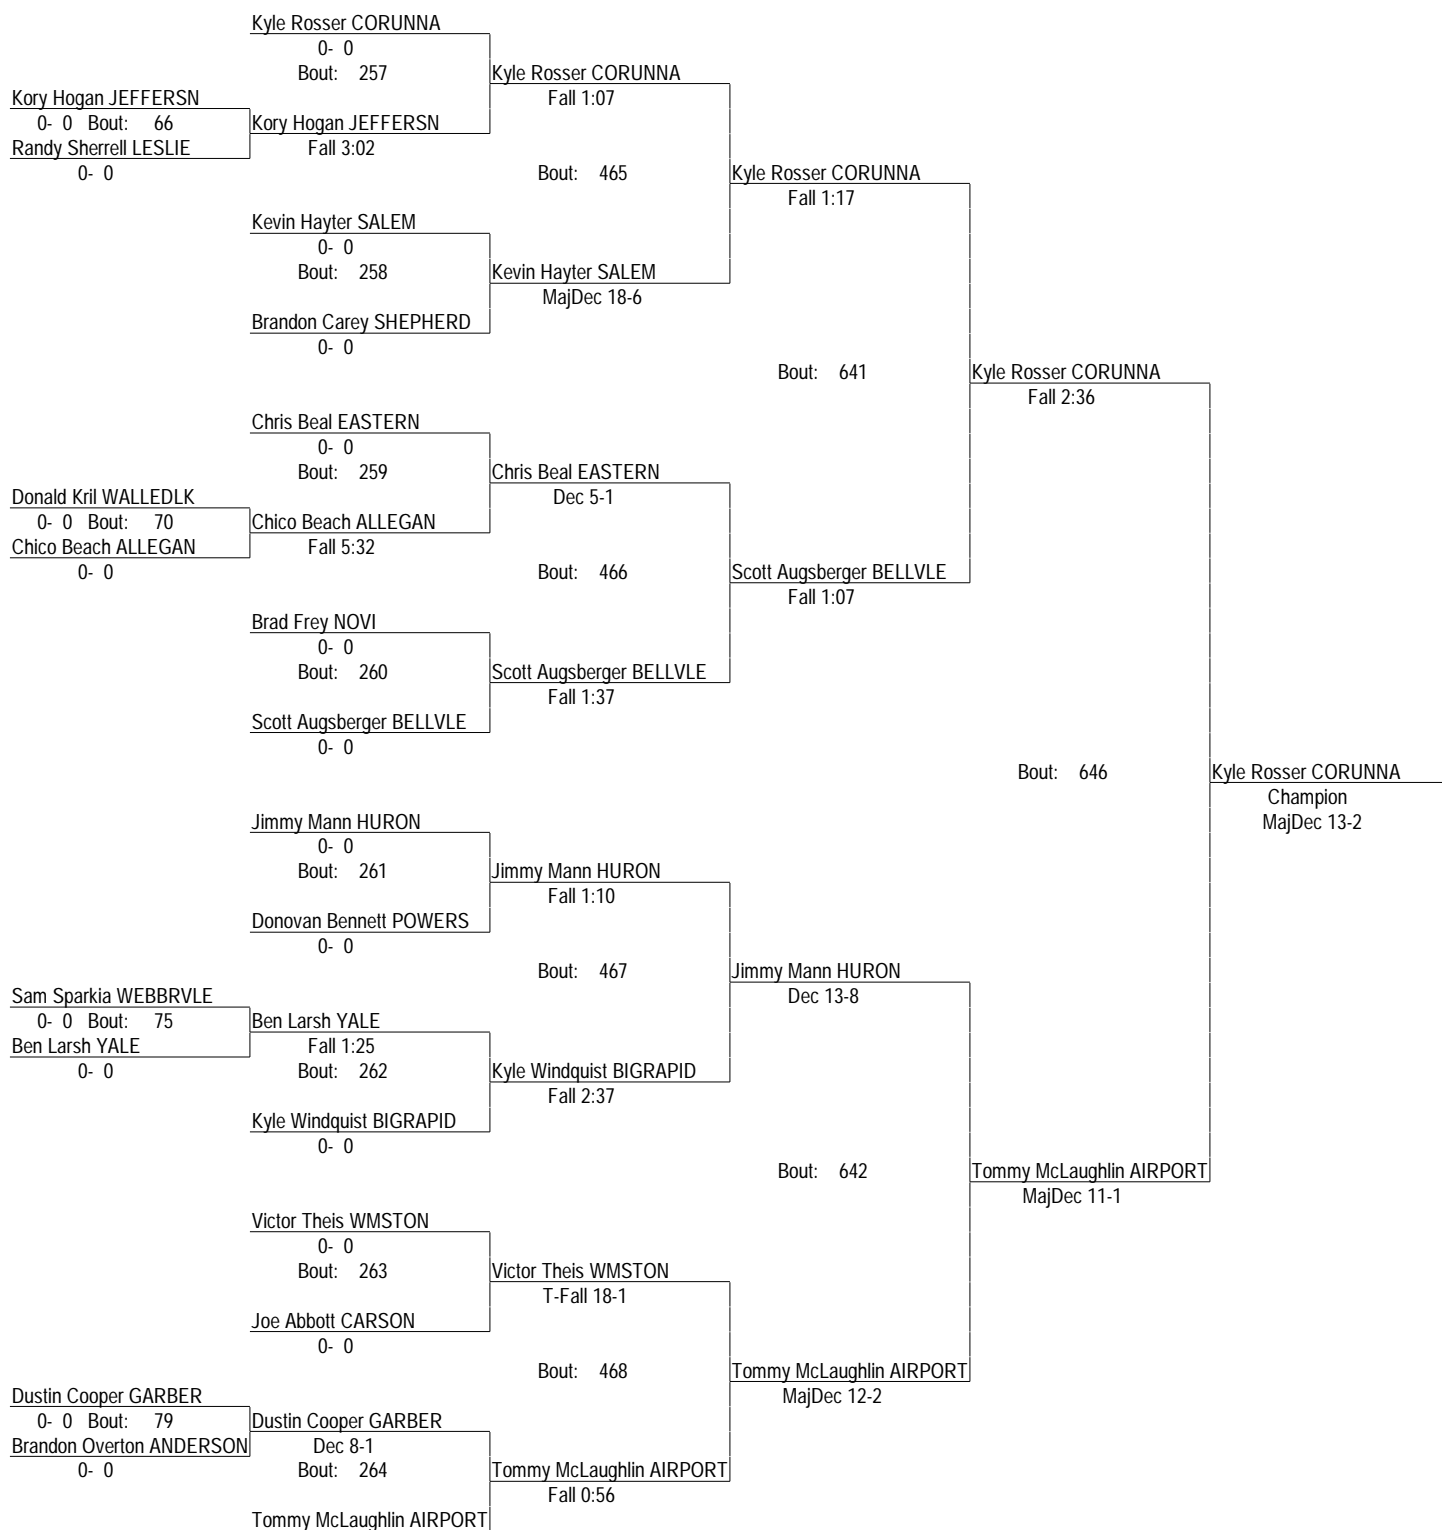 Kyle Rosser CORUNNA
0- 0
Bout: 257
Kyle Rosser CORUNNA
Fall 1:07
Kory Hogan JEFFERSN
0- 0 Bout: 66
Kory Hogan JEFFERSN
Randy Sherrell LESLIE
Fall 3:02
0- 0
Bout: 465
Kyle Rosser CORUNNA
Fall 1:17
Kevin Hayter SALEM
0- 0
Bout: 258
Kevin Hayter SALEM
MajDec 18-6
Brandon Carey SHEPHERD
0- 0
Bout: 641
Kyle Rosser CORUNNA
Fall 2:36
Chris Beal EASTERN
0- 0
Bout: 259
Chris Beal EASTERN
Dec 5-1
Donald Kril WALLEDLK
0- 0 Bout: 70
Chico Beach ALLEGAN
Chico Beach ALLEGAN
Fall 5:32
0- 0
Bout: 466
Scott Augsberger BELLVLE
Fall 1:07
Brad Frey NOVI
0- 0
Bout: 260
Scott Augsberger BELLVLE
Fall 1:37
Scott Augsberger BELLVLE
0- 0
Bout: 646
Kyle Rosser CORUNNA
Champion
MajDec 13-2
Jimmy Mann HURON
0- 0
Bout: 261
Jimmy Mann HURON
Fall 1:10
Donovan Bennett POWERS
0- 0
Bout: 467
Jimmy Mann HURON
Dec 13-8
Sam Sparkia WEBBRVLE
0- 0 Bout: 75
Ben Larsh YALE
Ben Larsh YALE
Fall 1:25
0- 0
Bout: 262
Kyle Windquist BIGRAPID
Fall 2:37
Kyle Windquist BIGRAPID
0- 0
Bout: 642
Tommy McLaughlin AIRPORT
MajDec 11-1
Victor Theis WMSTON
0- 0
Bout: 263
Victor Theis WMSTON
T-Fall 18-1
Joe Abbott CARSON
0- 0
Bout: 468
Tommy McLaughlin AIRPORT
MajDec 12-2
Dustin Cooper GARBER
0- 0 Bout: 79
Dustin Cooper GARBER
Brandon Overton ANDERSON
Dec 8-1
0- 0
Bout: 264
Tommy McLaughlin AIRPORT
Fall 0:56
Tommy McLaughlin AIRPORT